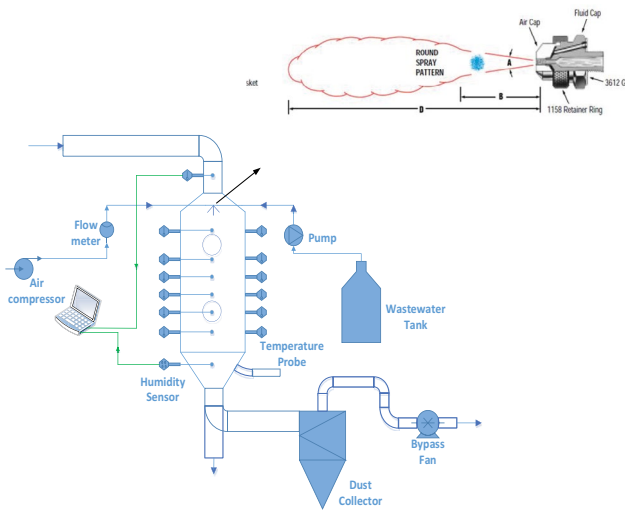 Fluid Cap
Air Cap
ROUND
SPRAY
PATTERN
A
sket
B
3612 G
D
1158 Retainer Ring
Flow
meter
Pump
Air
compressor
Wastewater
Tank
Temperature
Probe
Humidity
Sensor
Bypass
Fan
Dust
Collector